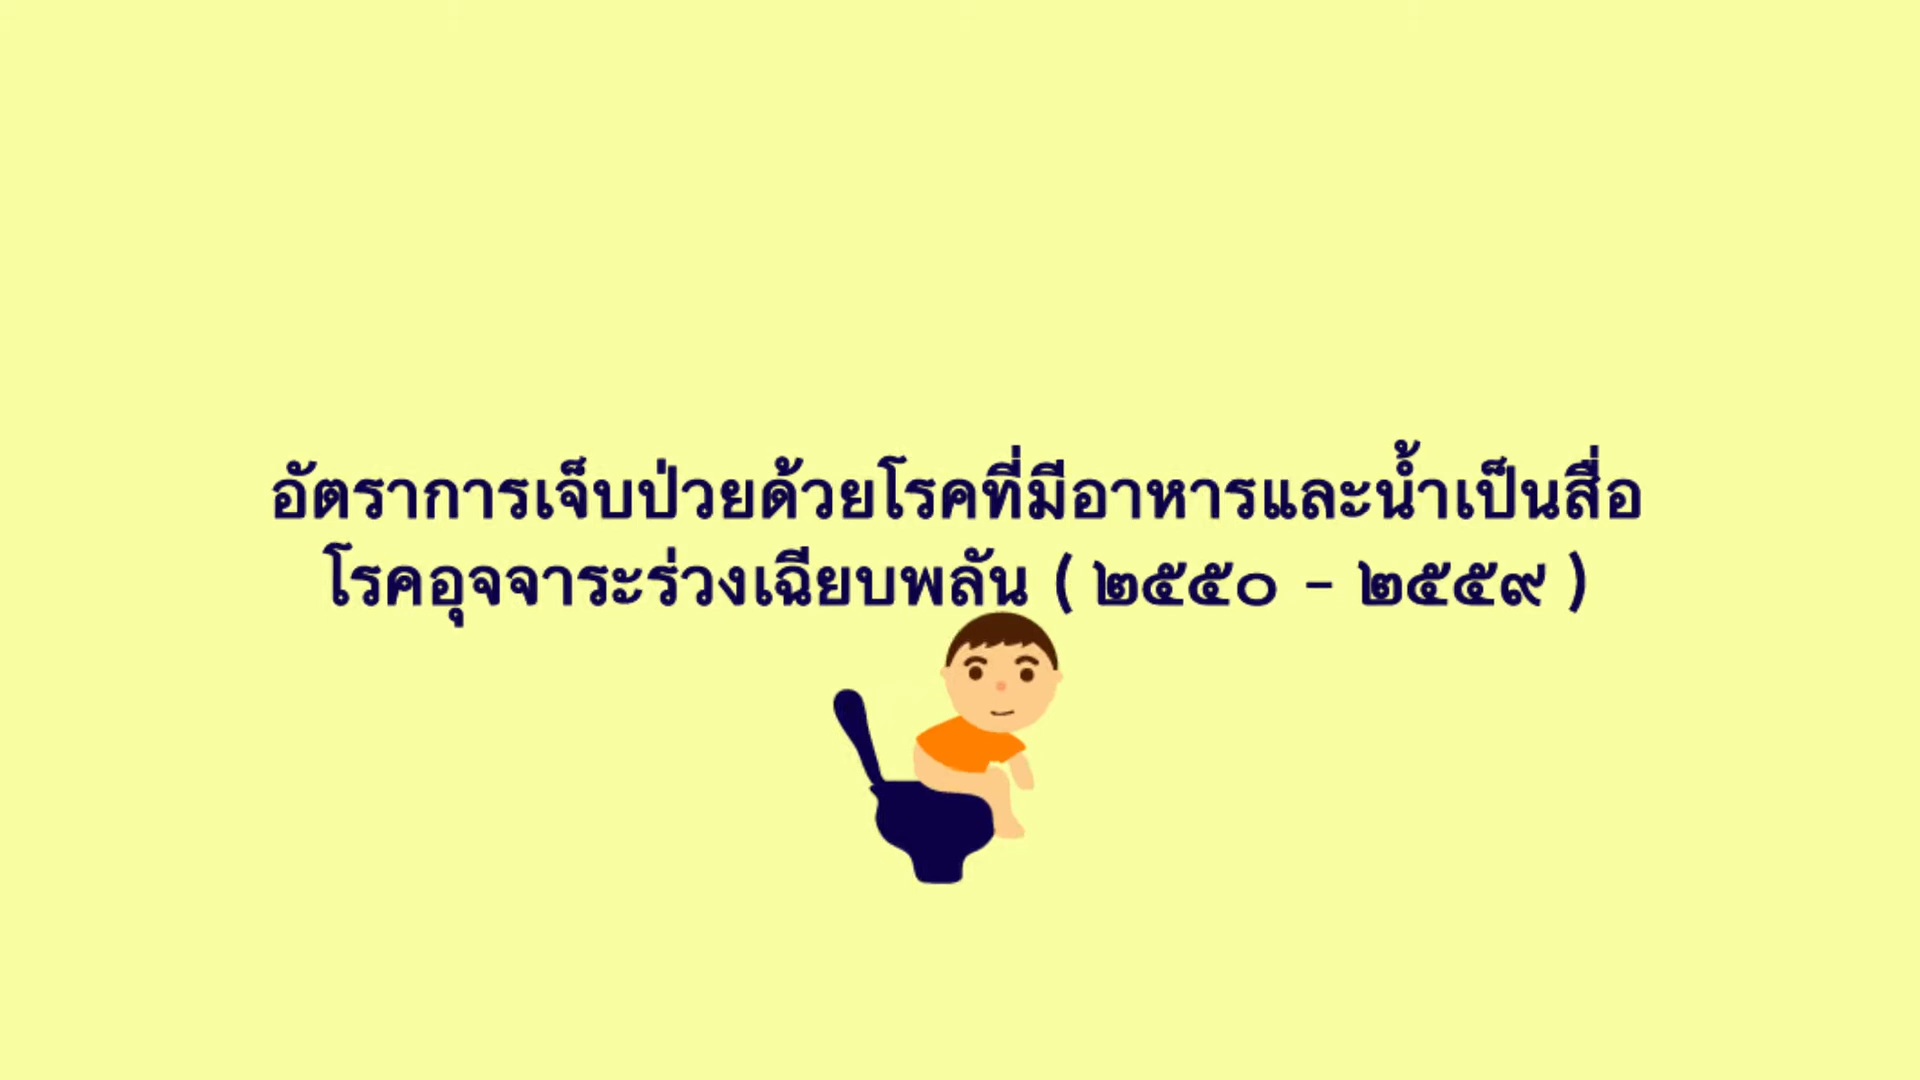 อัตราการเจ็บป่วยด้วยโรคที่มีอาหารและน้ำเป็นสื่อ
โรคอุจจาระร่วงเฉียบพลัน ( ๒๕๕๐ - ๒๕๕๙ )